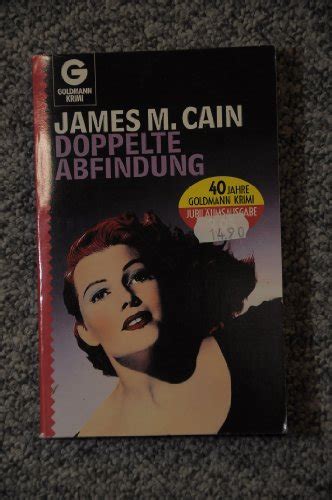 G
GOLDMANN
KRIMI
JAMES M. CAIN
DOPPELTE
ABFINDUNG
40 JAHRE
GOLDMANN KRIMI
JUBILÄUMSAUSGABE
1490